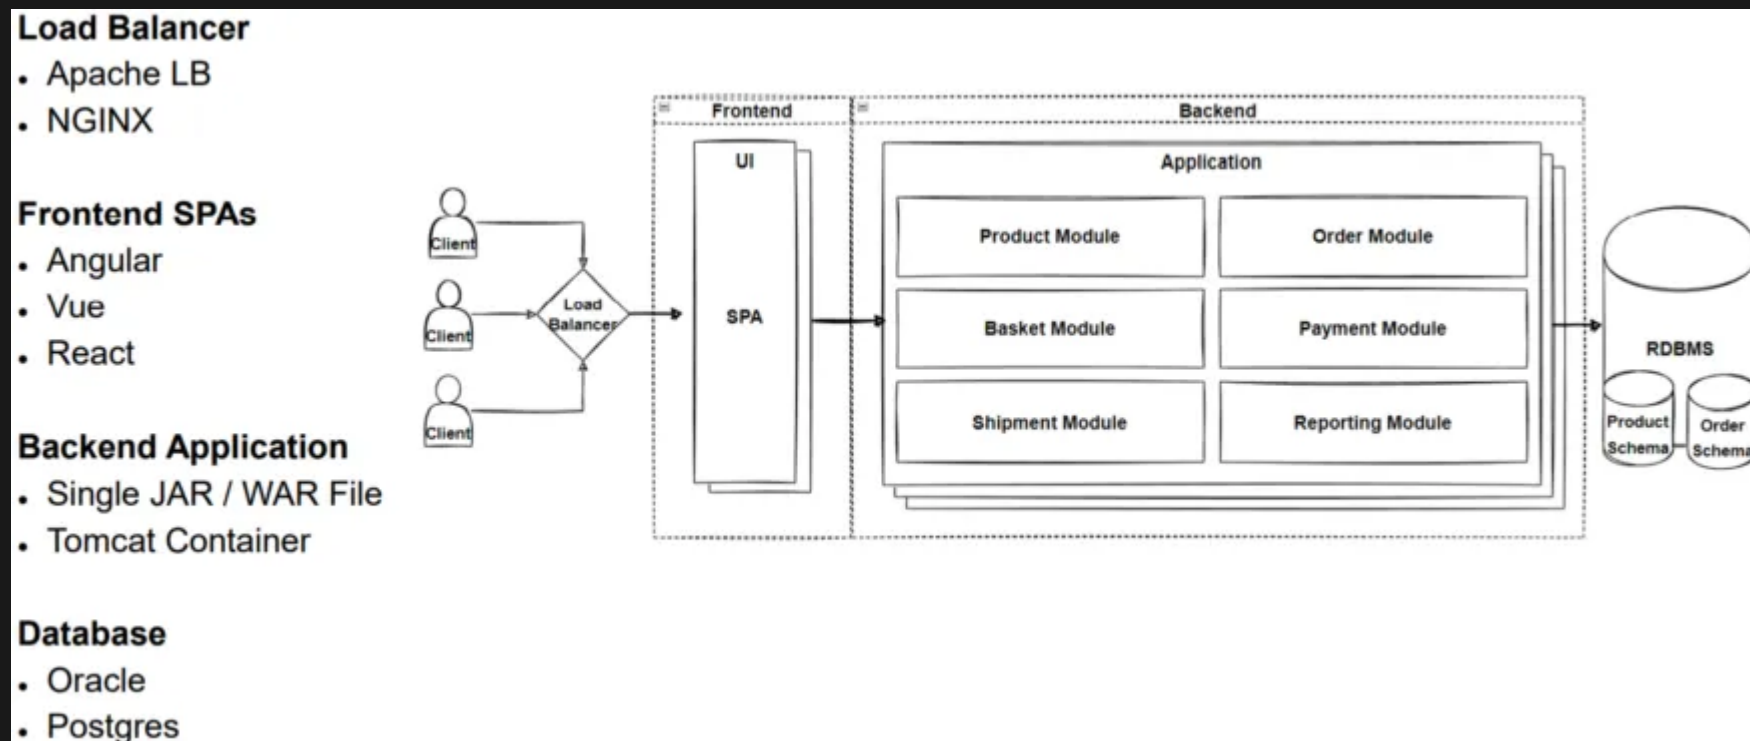 Load Balancer
• Apache LB
• NGINX
Frontend SPAs
• Angular
• Vue
• React
Backend Application
• Single JAR / WAR File
• Tomcat Container
Database
• Oracle
• Postgres
Client
Client
Client
Load
Balancer
Frontend
UI
SPA
Backend
Application
Product Module
Order Module
Basket Module
Payment Module
Shipment Module
Reporting Module
RDBMS
Product
Schema
Order
Schema